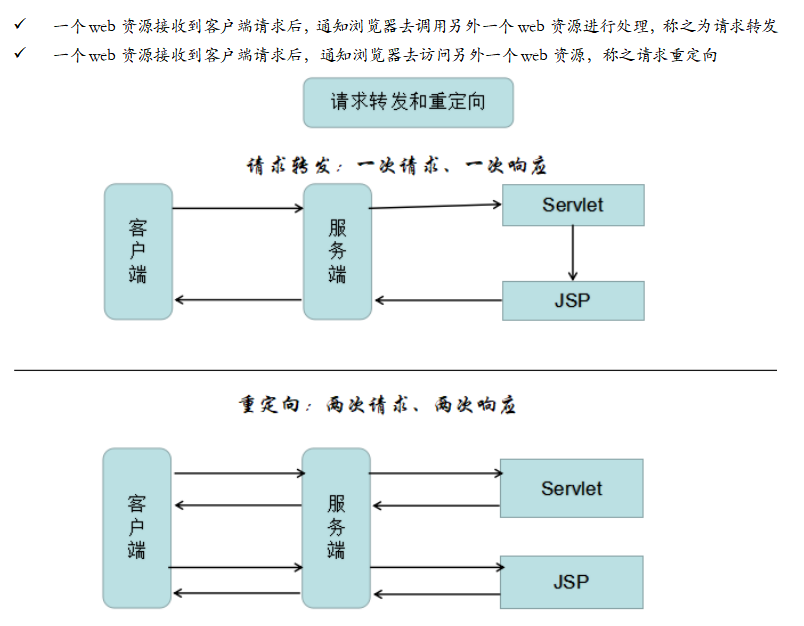 ✓ 一个web 资源接收到客户端请求后，通知浏览器去调用另外一个web 资源进行处理，称之为请求转发
✓ 一个web 资源接收到客户端请求后，通知浏览器去访问另外一个web 资源，称之请求重定向
请求转发和重定向
请求转发：一次请求、一次响应
客户端
服务端
Servlet
JSP
重定向：两次请求、两次响应
客户端
服务端
Servlet
JSP